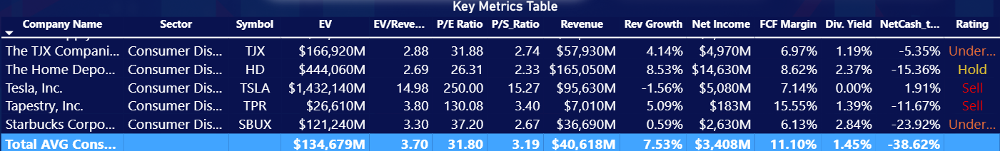 Key Metrics Table
Company Name Sector Symbol EV EV/Reve... P/E Ratio P/S_Ratio Revenue Rev Growth Net Income FCF Margin Div. Yield NetCash_t... Rating
The TJX Compani... Consumer Dis... TJX $166,920M 2.88 31.88 2.74 $57,930M 4.14% $4,970M 6.97% 1.19% -5.35% Under...
The Home Depo... Consumer Dis... HD $444,060M 2.69 26.31 2.33 $165,050M 8.53% $14,630M 8.62% 2.37% -15.36% Hold
Tesla, Inc. Consumer Dis... TSLA $1,432,140M 14.98 250.00 15.27 $95,630M -1.56% $5,080M 7.14% 0.00% 1.91% Sell
Tapestry, Inc. Consumer Dis... TPR $26,610M 3.80 130.08 3.40 $7,010M 5.09% $183M 15.55% 1.39% -11.67% Sell
Starbucks Corpo... Consumer Dis... SBUX $121,240M 3.30 37.20 2.67 $36,690M 0.59% $2,630M 6.13% 2.84% -23.92% Under...
Total AVG Cons... $134,679M 3.70 31.80 3.19 $40,618M 7.53% $3,408M 11.10% 1.45% -38.62%